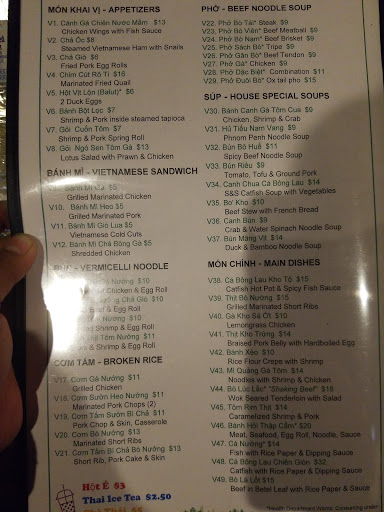 MÓN KHAI VỊ - APPETIZERS
V1. Cánh Gà Chiên Nước Mắm $13
Chicken Wings with Fish Sauce
V2. Chả Ốc $8
Steamed Vietnamese Ham with Snails
V3. Chả Giò $6
Fried Pork Egg Rolls
V4. Chim Cút Rô Ti $16
Marinated Fried Quail
V5. Hột Vịt Lộn (Balut)* $6
2 Duck Eggs
V6. Bánh Bột Lọc $7
Shrimp & Pork inside steamed tapioca
V7. Gỏi Cuốn Tôm $7
Shrimp & Pork Spring Roll
V8. Gỏi Ngó Sen Tôm Gà $13
Lotus Salad with Prawn & Chicken
BÁNH MÌ - VIETNAMESE SANDWICH
Bánh Mì Gà $5
Grilled Marinated Chicken
V10. Bánh Mì Heo $5
Grilled Marinated Pork
V11. Bánh Mì Giò Lụa $5
Vietnamese Cold Cuts
V12. Bánh Mì Chà Bông Gà $5
Shredded Chicken
- VERMICELLI NOODLE
Nướng $10
Chicken & Egg Roll
Chả Giò $10
& Egg Roll
Nướng $10
& Egg Roll
Tôm Nướng $11
& Shrimp & Egg Roll
CƠM TẤM - BROKEN RICE
V17. Cơm Gà Nướng $11
Grilled Chicken
V18. Cơm Sườn Heo Nướng $11
Marinated Pork Chops (2)
V19. Cơm Tấm Sườn Bì Chả $11
Pork Chop & Skin, Casserole
V20. Cơm Bò Nướng $13
Marinated Short Ribs
V21. Cơm Tấm Bì Chả Bò Nướng $13
Short Rib, Pork Cake & Skin
Hột É $3
Thai Ice Tea $2.50
PHỞ - BEEF NOODLE SOUP
V22. Phở Bò Tái* Steak $9
V23. Phở Bò Viên* Beef Meatball $9
V24. Phở Bò Nạm* Beef Brisket $9
V25. Phở Sách Bò* Tripe $9
V26. Phở Gân Bò* Beef Tendon $9
V27. Phở Gà* Chicken $9
V28. Phở Đặc Biệt* Combination $11
V29. Phở Đuôi Bò* Ox tail pho $15
SÚP - HOUSE SPECIAL SOUPS
V30. Bánh Canh Gà Tôm Cua $9
Chicken, Shrimp & Crab
V31. Hủ Tiếu Nam Vang $9
Phnom Penh Noodle Soup
V32. Bún Bò Huế $11
Spicy Beef Noodle Soup
V33. Bún Riêu $9
Tomato, Tofu & Ground Pork
V34. Canh Chua Cá Bông Lau $14
S&S Catfish Soup with Vegetables
V35. Bò Kho $10
Beef Stew with French Bread
V36. Canh Bún $9
Crab & Water Spinach Noodle Soup
V37. Bún Măng Vịt $14
Duck & Bamboo Noodle Soup
MÓN CHÍNH - MAIN DISHES
V38. Cá Bông Lau Kho Tộ $15
Catfish Hot Pot & Spicy Fish Sauce
V39. Thịt Bò Nướng $15
Grilled Marinated Short Ribs
V40. Gà Kho Sả Ớt $10
Lemongrass Chicken
V41. Thịt Kho Trứng $14
Braised Pork Belly with Hardboiled Egg
V42. Bánh Xèo $10
Rice Flour Crepe with Shrimp
V43. Mì Quảng Gà Tôm $14
Noodles with Shrimp & Chicken
V44. Bò Lúc Lắc* "Shaking Beef" $18
Wok Seared Tenderloin with Salad
V45. Tôm Rim Thịt $14
Caramelized Shrimp & Pork
V46. Bánh Hỏi Thập Cẩm* $20
Meat, Seafood, Egg Roll, Noodle, Sauce
V47. Cá Nướng* $14
Fish with Rice Paper & Dipping Sauce
V48. Cá Bông Lau Chiên Giòn $32
Catfish with Rice Paper & Dipping Sauce
V49. Bò Lá Lốt $15
Beef in Betel Leaf with Rice Paper & Sauce
*Health Department Warns: Consuming